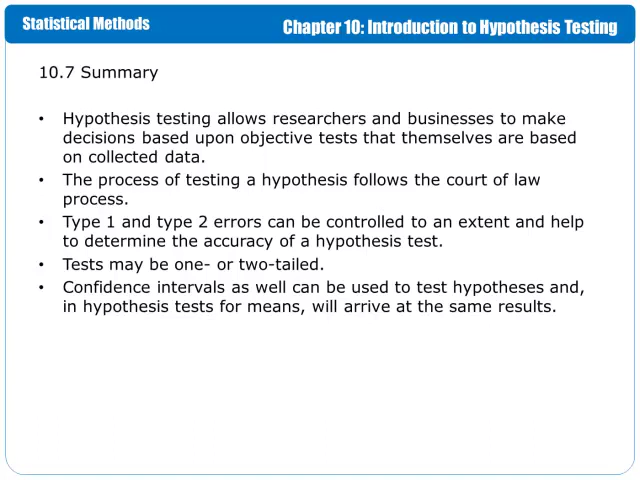 Statistical Methods
Chapter 10: Introduction to Hypothesis Testing
10.7 Summary
• Hypothesis testing allows researchers and businesses to make
decisions based upon objective tests that themselves are based
on collected data.
• The process of testing a hypothesis follows the court of law
process.
• Type 1 and type 2 errors can be controlled to an extent and help
to determine the accuracy of a hypothesis test.
• Tests may be one- or two-tailed.
• Confidence intervals as well can be used to test hypotheses and,
in hypothesis tests for means, will arrive at the same results.